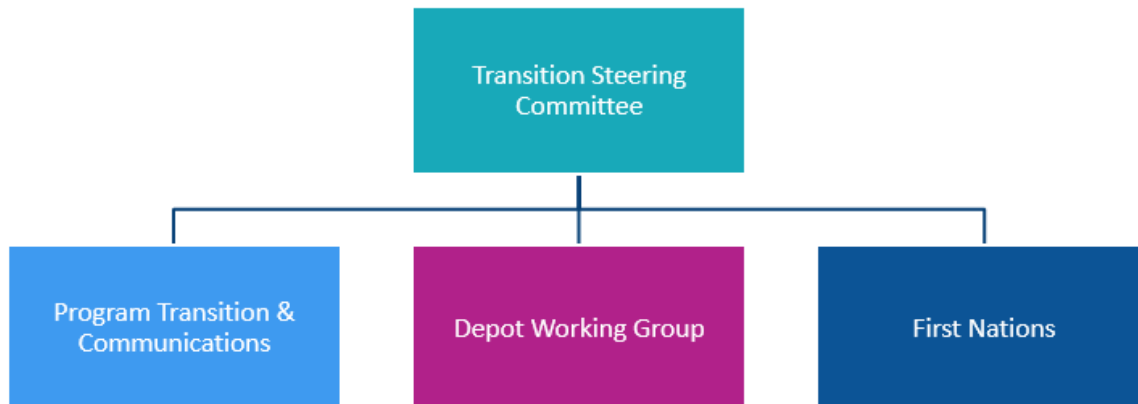 Transition Steering
Committee
Program Transition &
Communications
Depot Working Group
First Nations